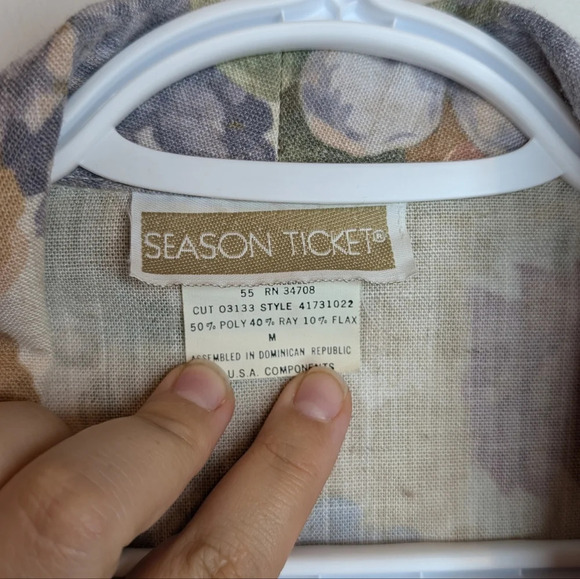 SEASON TICKET®
55 RN 34708
CUT 03133 STYLE 41731022
50% POLY 40% RAY 10% FLAX
M
ASSEMBLED IN DOMINICAN REPUBLIC
U.S.A. COMPONENTS